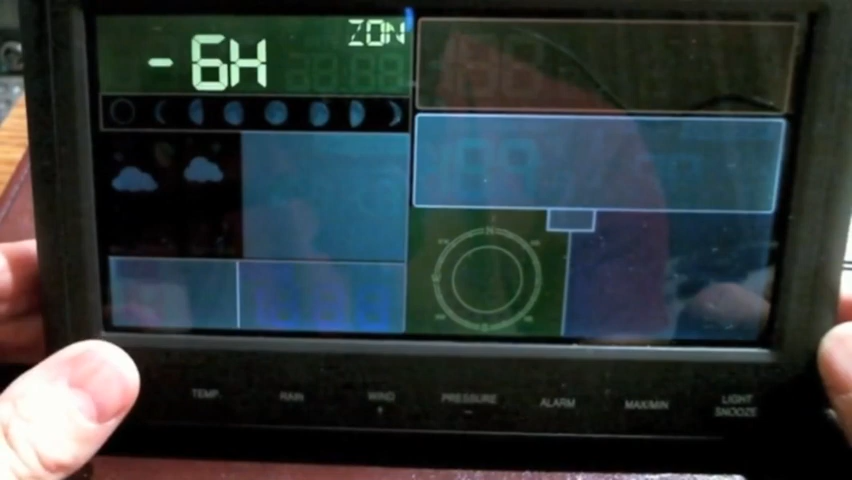 ZON
-6H
N
TEMP.
RAIN
WIND
+
PRESSURE
-
ALARM
MAX/MIN
LIGHT
SNOOZE